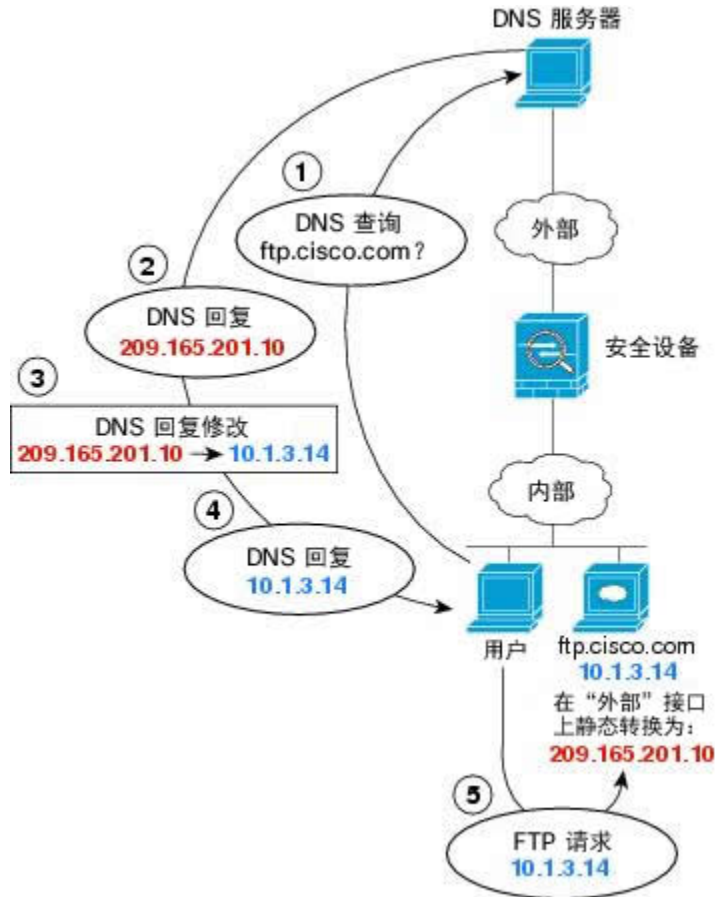 DNS 服务器
1
DNS 查询
ftp.cisco.com?
外部
2
DNS 回复
209.165.201.10
安全设备
3
DNS 回复修改
209.165.201.10 → 10.1.3.14
内部
4
DNS 回复
10.1.3.14
用户
ftp.cisco.com
10.1.3.14
在“外部”接口
上静态转换为:
209.165.201.10
5
FTP 请求
10.1.3.14